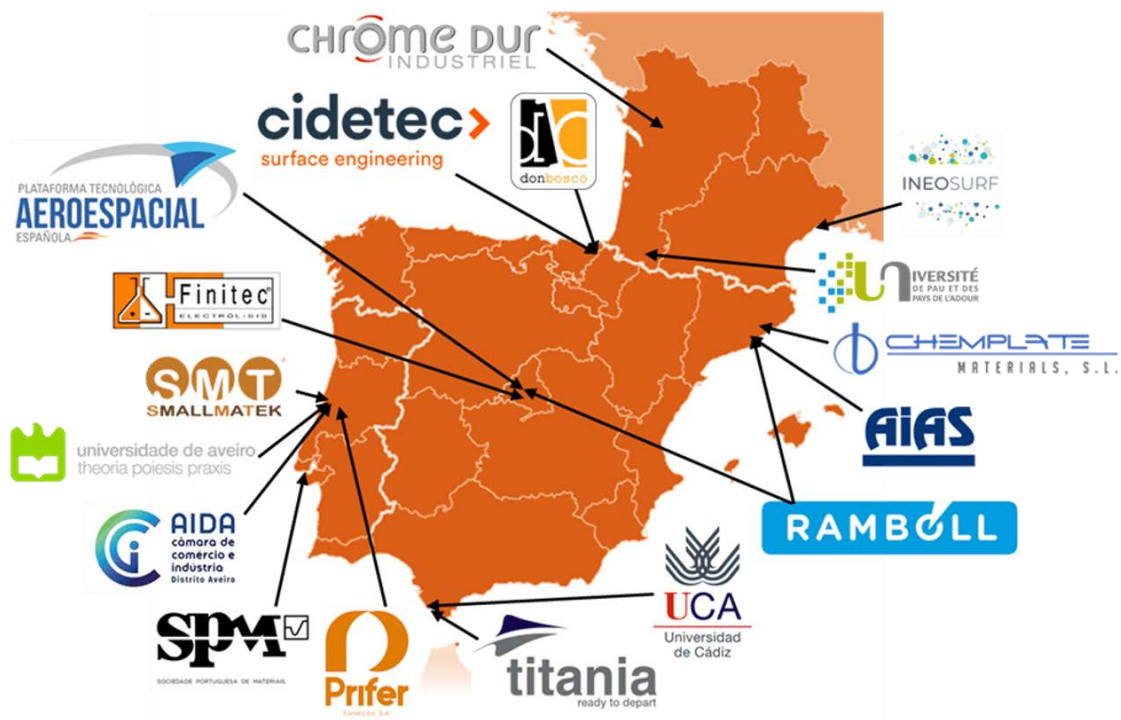 CHROME DUR
INDUSTRIEL
cidetec>
surface engineering
db
donbosco
PLATAFORMA TECNOLÓGICA
AEROESPACIAL
ESPAÑOLA
INEOSURF
UNIVERSITÉ
DE PAU ET DES
PAYS DE L'ADOUR
Finitec®
ELECTRÓLISIS
CHEMPLATE
MATERIALS, S.L.
SMT®
SMALLMATEK
AIAS
universidade de aveiro
theoria poiesis praxis
RAMBOLL
AIDA
câmara de
comércio e
indústria
Distrito Aveiro
UCA
Universidad
de Cádiz
spm
SOCIEDADE PORTUGUESA DE MATERIAIS
Prifer
Fundição, S.A.
titania
ready to depart